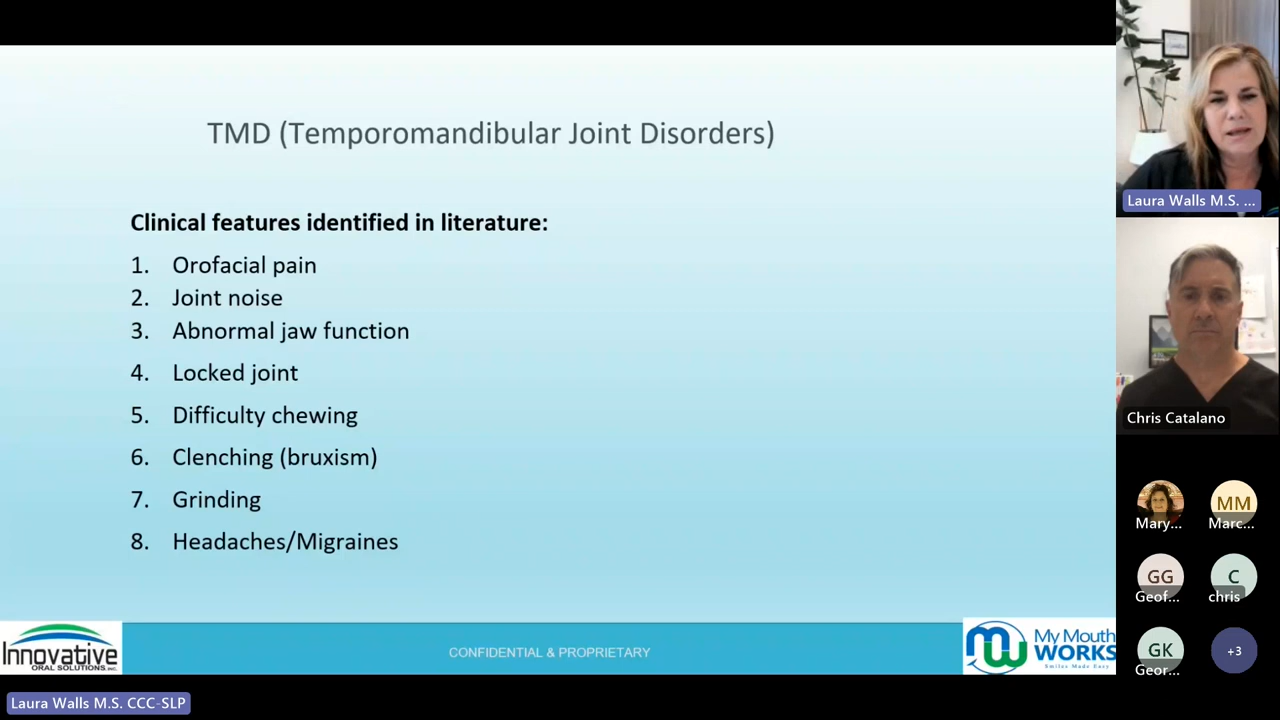 TMD (Temporomandibular Joint Disorders)
Clinical features identified in literature:
1. Orofacial pain
2. Joint noise
3. Abnormal jaw function
4. Locked joint
5. Difficulty chewing
6. Clenching (bruxism)
7. Grinding
8. Headaches/Migraines
Innovative
ORAL SOLUTIONS, INC.
CONFIDENTIAL & PROPRIETARY
My Mouth
WORKS
Smiles Made Easy
Laura Walls M.S. CCC-SLP
Laura Walls M.S. ...
Chris Catalano
Mary...
MM
Marc...
GG
Geof...
C
chris
GK
Geor...
+3